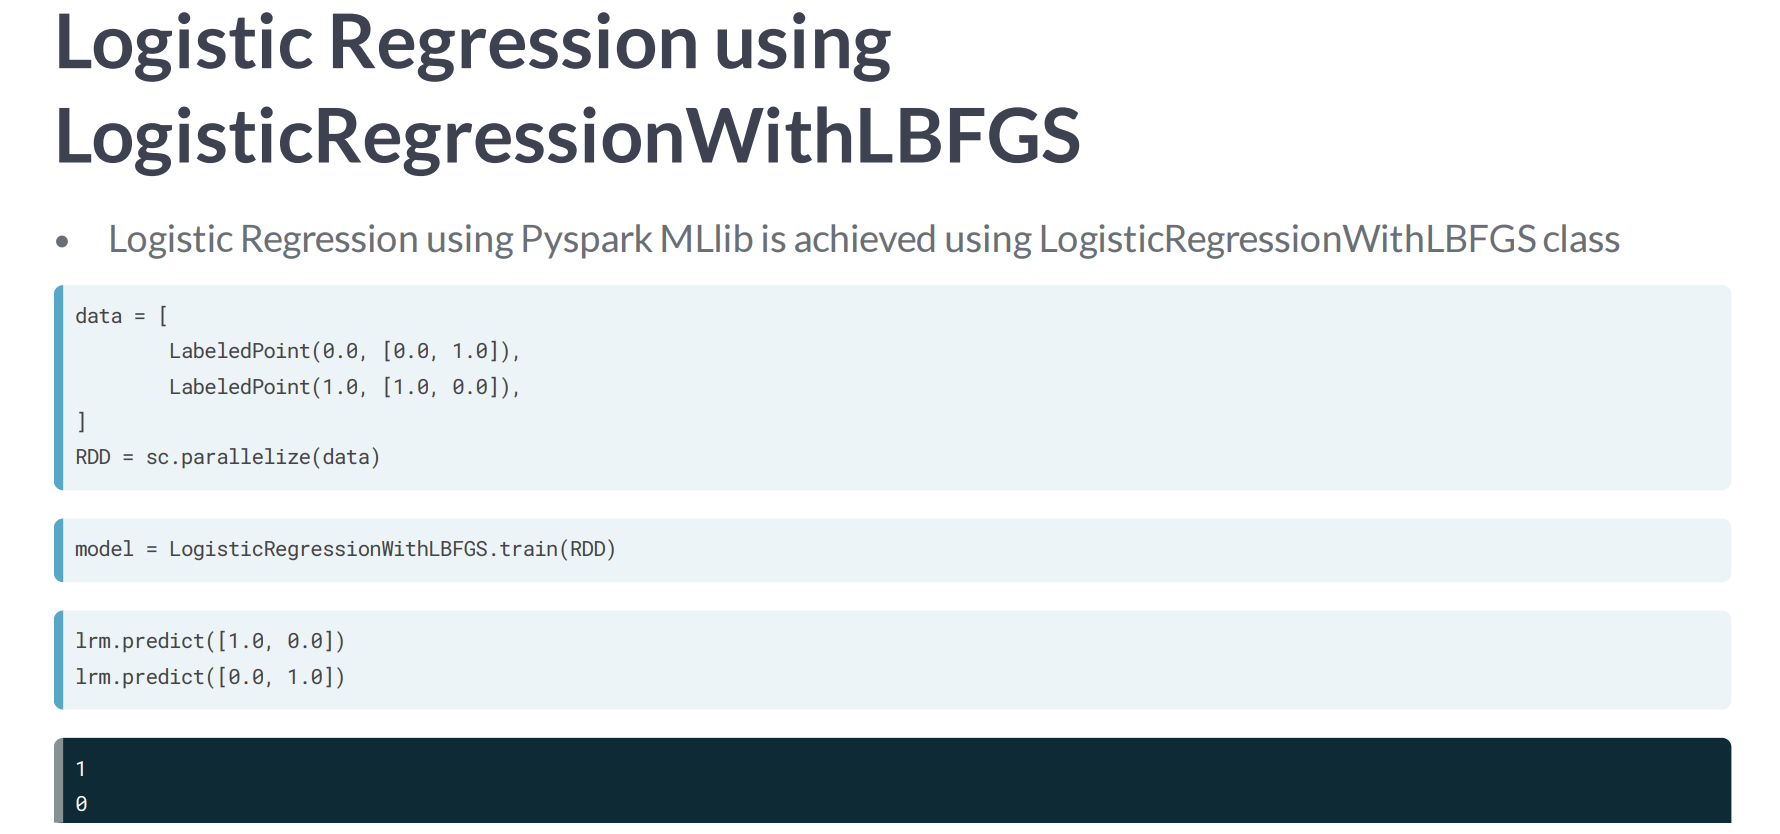 Logistic Regression using
LogisticRegressionWithLBFGS
• Logistic Regression using Pyspark MLlib is achieved using LogisticRegressionWithLBFGS class
data = [
        LabeledPoint(0.0, [0.0, 1.0]),
        LabeledPoint(1.0, [1.0, 0.0]),
]
RDD = sc.parallelize(data)
model = LogisticRegressionWithLBFGS.train(RDD)
lrm.predict([1.0, 0.0])
lrm.predict([0.0, 1.0])
1
0